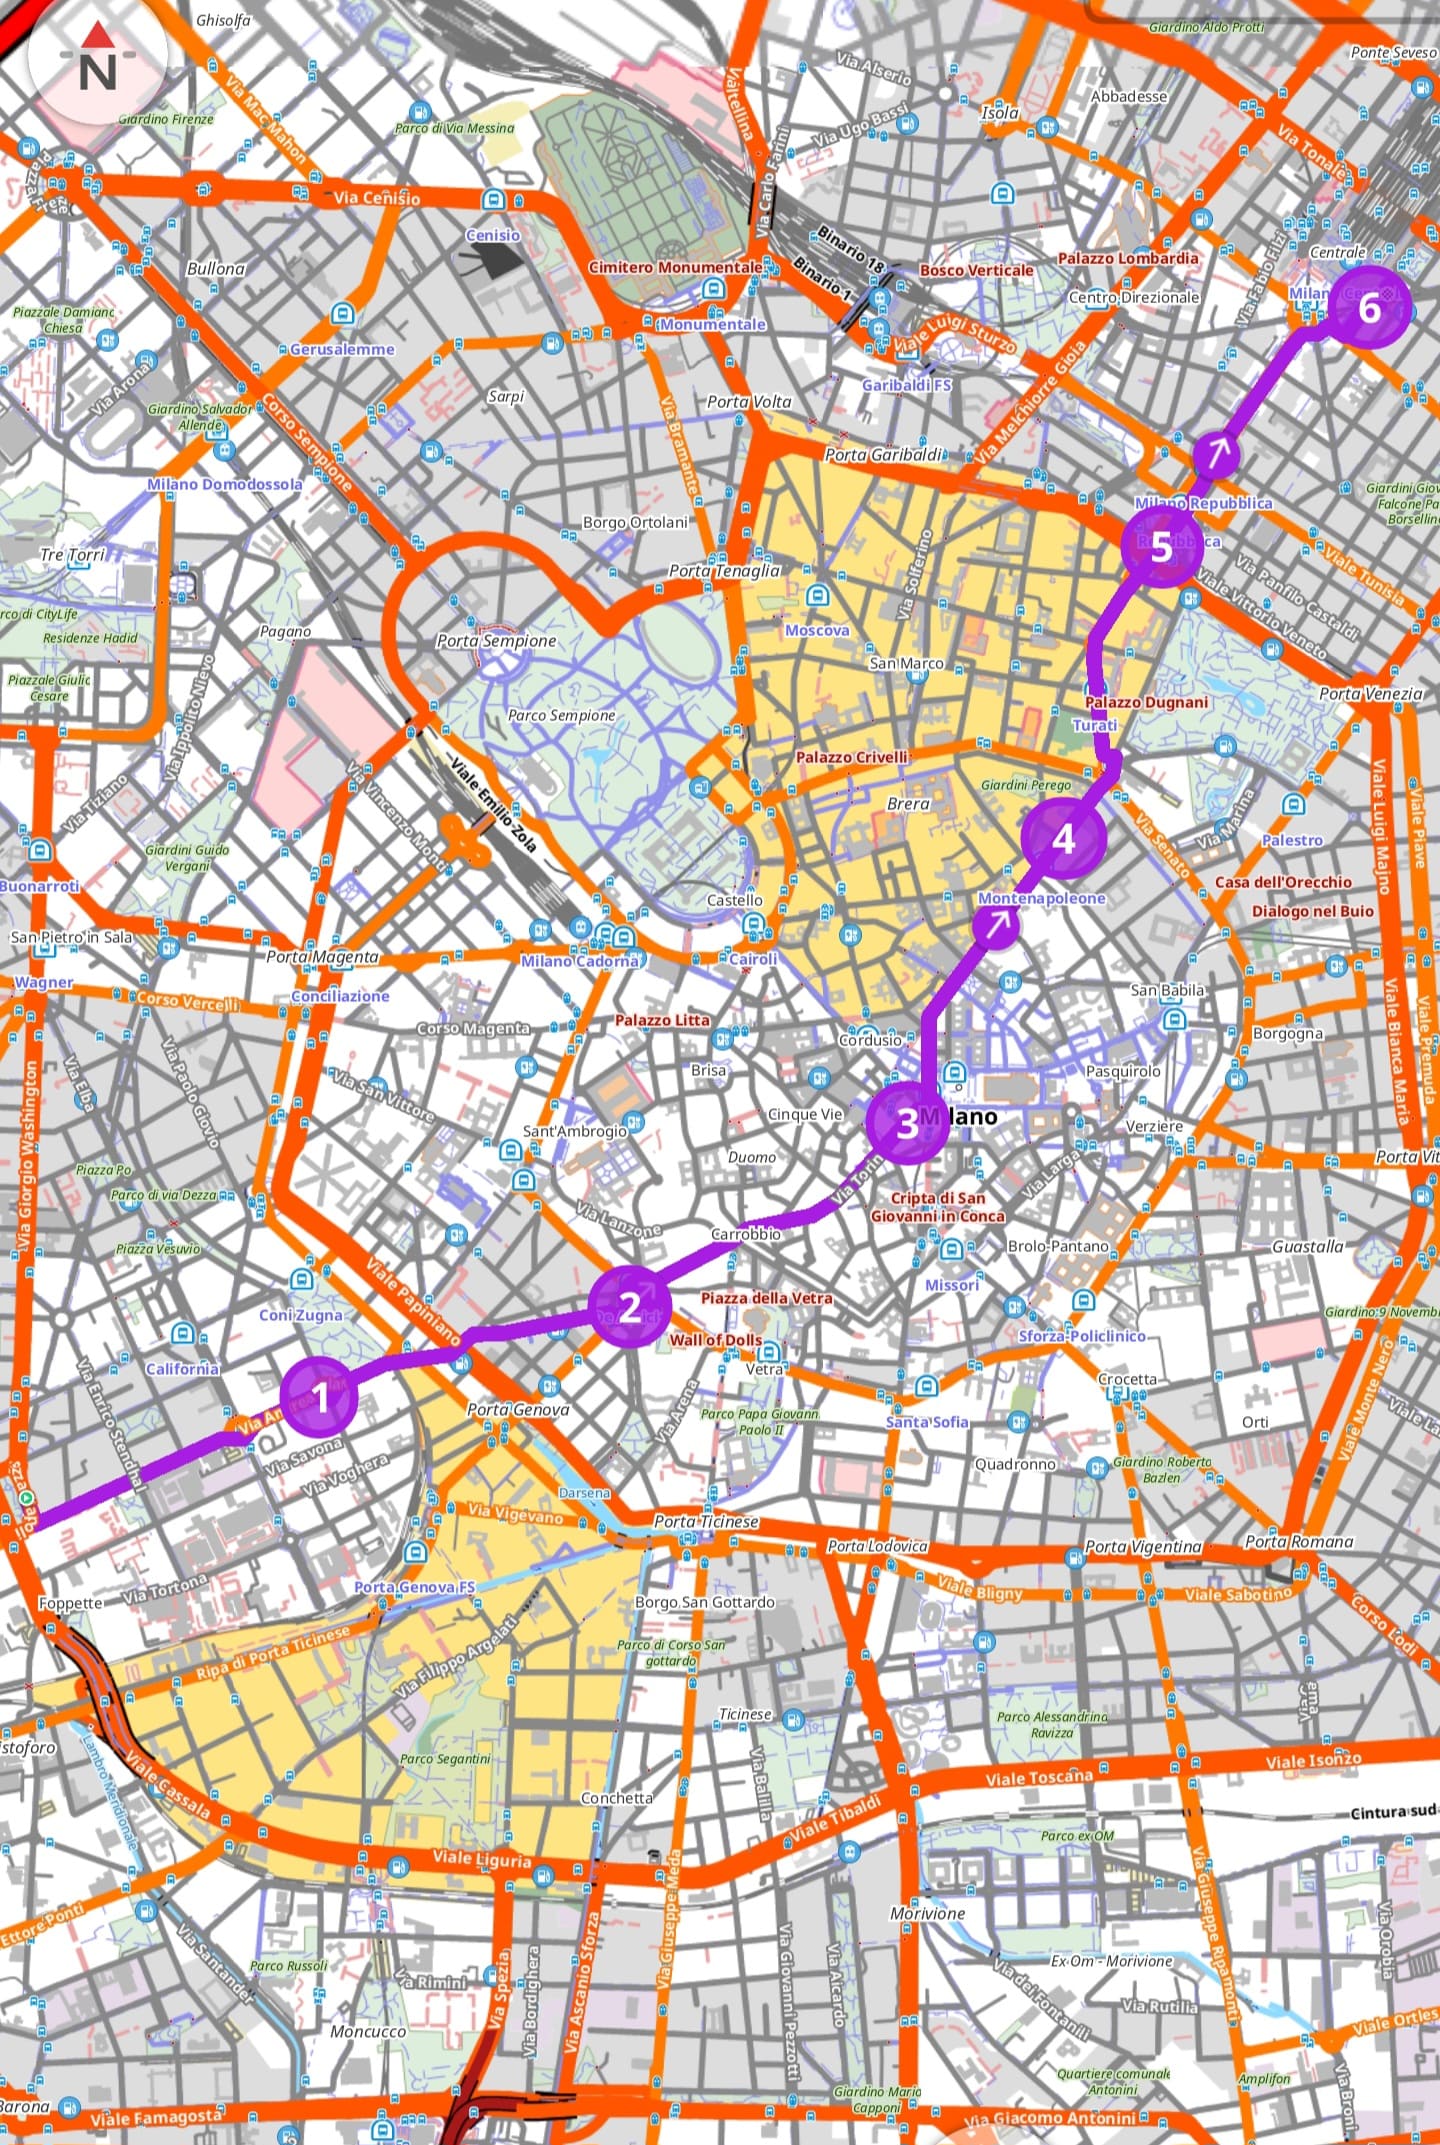 Ghisolfa
Giardino Aldo Protti
Ponte Seveso
N
Via Mac Mahon
Giardino Firenze
Parco di Via Messina
Via Alserio
Via Ugo Bassi
Isola
Abbadesse
Via Tonale
Via Carlo Farini
Via Cenisio
Cenisio
Bullona
Cimitero Monumentale
Binario 18
Binario 1
Bosco Verticale
Palazzo Lombardia
Centro Direzionale
Via Fabio Filzi
Centrale
6
Piazzale Damiano
Chiesa
Gerusalemme
Monumentale
Viale Luigi Sturzo
Garibaldi FS
Via Melchiorre Gioia
Via Arona
Giardino Salvador
Allende
Corso Sempione
Sarpi
Porta Volta
Via Bramante
Porta Garibaldi
Milano Domodossola
Milano Repubblica
5
Borgo Ortolani
Tre Torri
Porta Tenaglia
Via Solferino
Viale Tunisia
Via Panfilo Castaldi
Viale Vittorio Veneto
Residenze Hadid
Pagano
Porta Sempione
Moscova
San Marco
Piazzale Giulio
Cesare
Via Ippolito Nievo
Parco Sempione
Palazzo Dugnani
Turati
Porta Venezia
Palazzo Crivelli
Giardini Perego
Brera
Viale Emilio Zola
Via Vincenzo Monti
Via Tiziano
Giardino Guido
Vergani
4
Via Senato
Via Marina
Palestro
Viale Luigi Majno
Viale Piave
Buonarroti
San Pietro in Sala
Castello
Montenapoleone
Casa dell'Orecchio
Dialogo nel Buio
Porta Magenta
Milano Cadorna
Cairoli
Wagner
Corso Vercelli
Conciliazione
Corso Magenta
Palazzo Litta
Cordusio
San Babila
Borgogna
Viale Bianca Maria
Viale Premuda
Via Elba
Via Paolo Giovio
Via San Vittore
Brisa
Pasquirolo
Via Giorgio Washington
Sant'Ambrogio
Cinque Vie
3
Verziere
Duomo
Via Larga
Piazza Po
Parco di via Dezza
Cripta di San
Giovanni in Conca
Piazza Vesuvio
Via Lanzone
Carrobbio
Brolo-Pantano
Guastalla
Viale Papiniano
Missori
Coni Zugna
2
Piazza della Vetra
Wall of Dolls
Sforza-Policlinico
California
Vetra
Via Enrico Stendhal
1
Crocetta
Porta Genova
Via Arena
Parco Papa Giovanni
Paolo II
Santa Sofia
Orti
Viale Monte Nero
Via Savona
Via Voghera
Quadronno
Giardino Roberto
Bazlen
Darsena
Via Vigevano
Porta Ticinese
Porta Lodovica
Porta Vigentina
Porta Romana
Via Tortona
Porta Genova FS
Foppette
Borgo San Gottardo
Viale Bligny
Viale Sabotino
Corso Lodi
Ripa di Porta Ticinese
Via Filippo Argelati
Parco di Corso San
gottardo
Ticinese
Parco Alessandrina
Ravizza
Lambro Meridionale
Viale Cassala
Parco Segantini
Via Balilla
Viale Toscana
Viale Isonzo
Conchetta
Viale Tibaldi
Parco ex OM
Cintura sud
Viale Liguria
Via Giuseppe Meda
Via Giuseppe Ripamonti
Ettore Ponti
Morivione
Via Santander
Via Ascanio Sforza
Via Orobia
Parco Russoli
Via Rimini
Via Spezia
Via Bordighera
Via Giovanni Pezzotti
Via Alcardo
Ex Om - Morivione
Via dei Fontanili
Via Rutilia
Moncucco
Viale Ortles
Quartiere comunale
Antonini
Amplifon
Via Broni
Barona
Viale Famagosta
Giardino Mario
Capponi
Via Giacomo Antonini